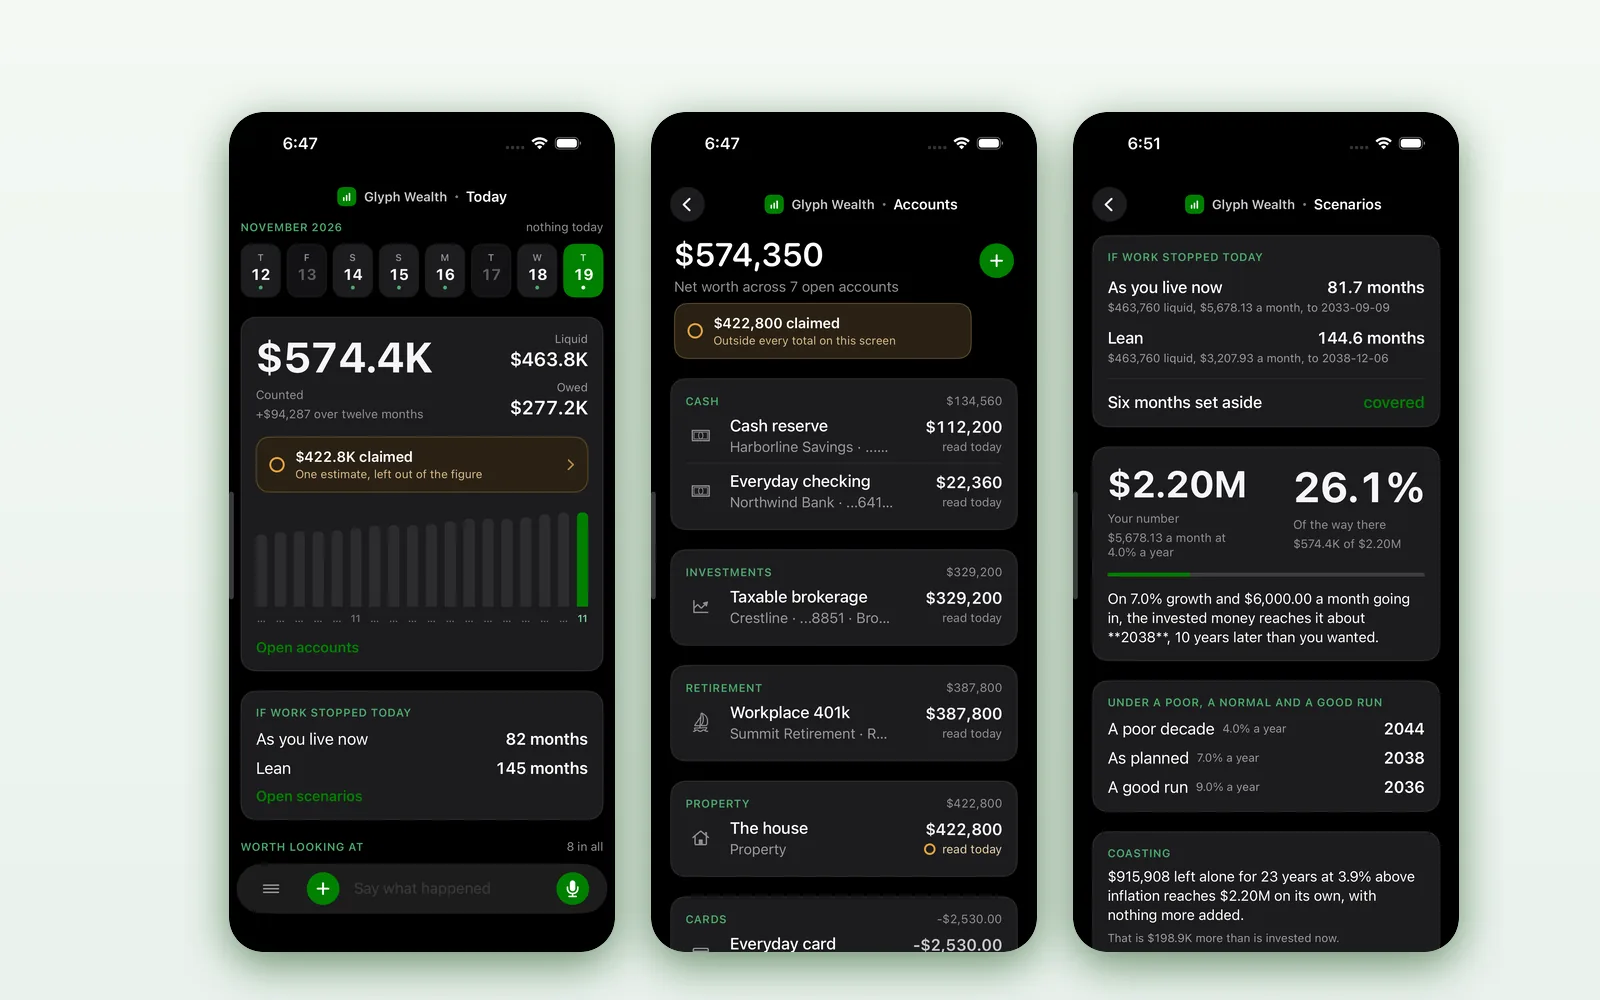 6:47
Glyph Wealth · Today
NOVEMBER 2026 nothing today
T F S S M T W T
12 13 14 15 16 17 18 19
$574.4K
Counted
+$94,287 over twelve months
Liquid
$463.8K
Owed
$277.2K
$422.8K claimed
One estimate, left out of the figure
... ... ... ... ... 11 ... ... ... ... ... ... ... ... ... ... ... 11
Open accounts
IF WORK STOPPED TODAY
As you live now 82 months
Lean 145 months
Open scenarios
WORTH LOOKING AT 8 in all
Say what happened
6:47
Glyph Wealth · Accounts
$574,350
Net worth across 7 open accounts
$422,800 claimed
Outside every total on this screen
CASH $134,560
Cash reserve $112,200
Harborline Savings · ...... read today
Everyday checking $22,360
Northwind Bank · ...641... read today
INVESTMENTS $329,200
Taxable brokerage $329,200
Crestline · ...8851 · Bro... read today
RETIREMENT $387,800
Workplace 401k $387,800
Summit Retirement · R... read today
PROPERTY $422,800
The house $422,800
Property read today
CARDS -$2,530.00
Everyday card -$2,530.00
6:51
Glyph Wealth · Scenarios
IF WORK STOPPED TODAY
As you live now 81.7 months
$463,760 liquid, $5,678.13 a month, to 2033-09-09
Lean 144.6 months
$463,760 liquid, $3,207.93 a month, to 2038-12-06
Six months set aside covered
$2.20M
Your number
$5,678.13 a month at
4.0% a year
26.1%
Of the way there
$574.4K of $2.20M
On 7.0% growth and $6,000.00 a month going
in, the invested money reaches it about
**2038**, 10 years later than you wanted.
UNDER A POOR, A NORMAL AND A GOOD RUN
A poor decade 4.0% a year 2044
As planned 7.0% a year 2038
A good run 9.0% a year 2036
COASTING
$915,908 left alone for 23 years at 3.9% above
inflation reaches $2.20M on its own, with
nothing more added.
That is $198.9K more than is invested now.